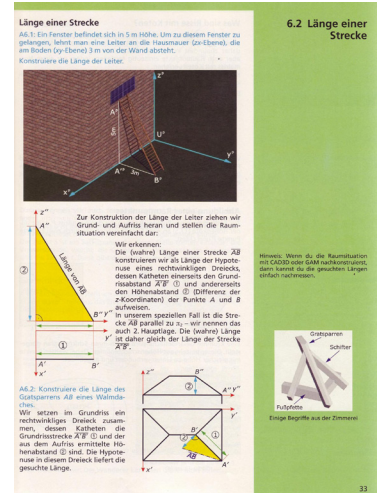 Länge einer Strecke
6.2 Länge einer
Strecke
A6.1: Ein Fenster befindet sich in 5 m Höhe. Um zu diesem Fenster zu
gelangen, lehnt man eine Leiter an die Hausmauer (zx-Ebene), die
am Boden (xy-Ebene) 3 m von der Wand absteht.
Konstruiere die Länge der Leiter.
z°
A°
5m
U°
y°
A'°
3m
B°
x°
z"
A"
Länge von AB
②
B" y"
①
y'
A' B'
x'
Zur Konstruktion der Länge der Leiter ziehen wir
Grund- und Aufriss heran und stellen die Raum-
situation vereinfacht dar:
Wir erkennen:
Die (wahre) Länge einer Strecke AB
konstruieren wir als Länge der Hypote-
nuse eines rechtwinkligen Dreiecks,
dessen Katheten einerseits den Grund-
rissabstand A'B' ① und andererseits
den Höhenabstand ② (Differenz der
z-Koordinaten) der Punkte A und B
aufweisen.
In unserem speziellen Fall ist die Stre-
cke AB parallel zu π₂ – wir nennen das
auch 2. Hauptlage. Die (wahre) Länge
ist daher gleich der Länge der Strecke
A"B".
Hinweis: Wenn du die Raumsituation
mit CAD3D oder GAM nachkonstruierst,
dann kannst du die gesuchten Längen
einfach nachmessen.
A6.2: Konstruiere die Länge des
Gratsparrens AB eines Walmda-
ches.
Wir setzen im Grundriss ein
rechtwinkliges Dreieck zusam-
men, dessen Katheten die
Grundrissstrecke A'B' ① und der
aus dem Aufriss ermittelte Hö-
henabstand ② sind. Die Hypote-
nuse in diesem Dreieck liefert die
gesuchte Länge.
z"
B"
②
A" y"
y'
② B'
①
AB
A'
x'
Gratsparren
Schifter
Fußpfette
Einige Begriffe aus der Zimmerei
33